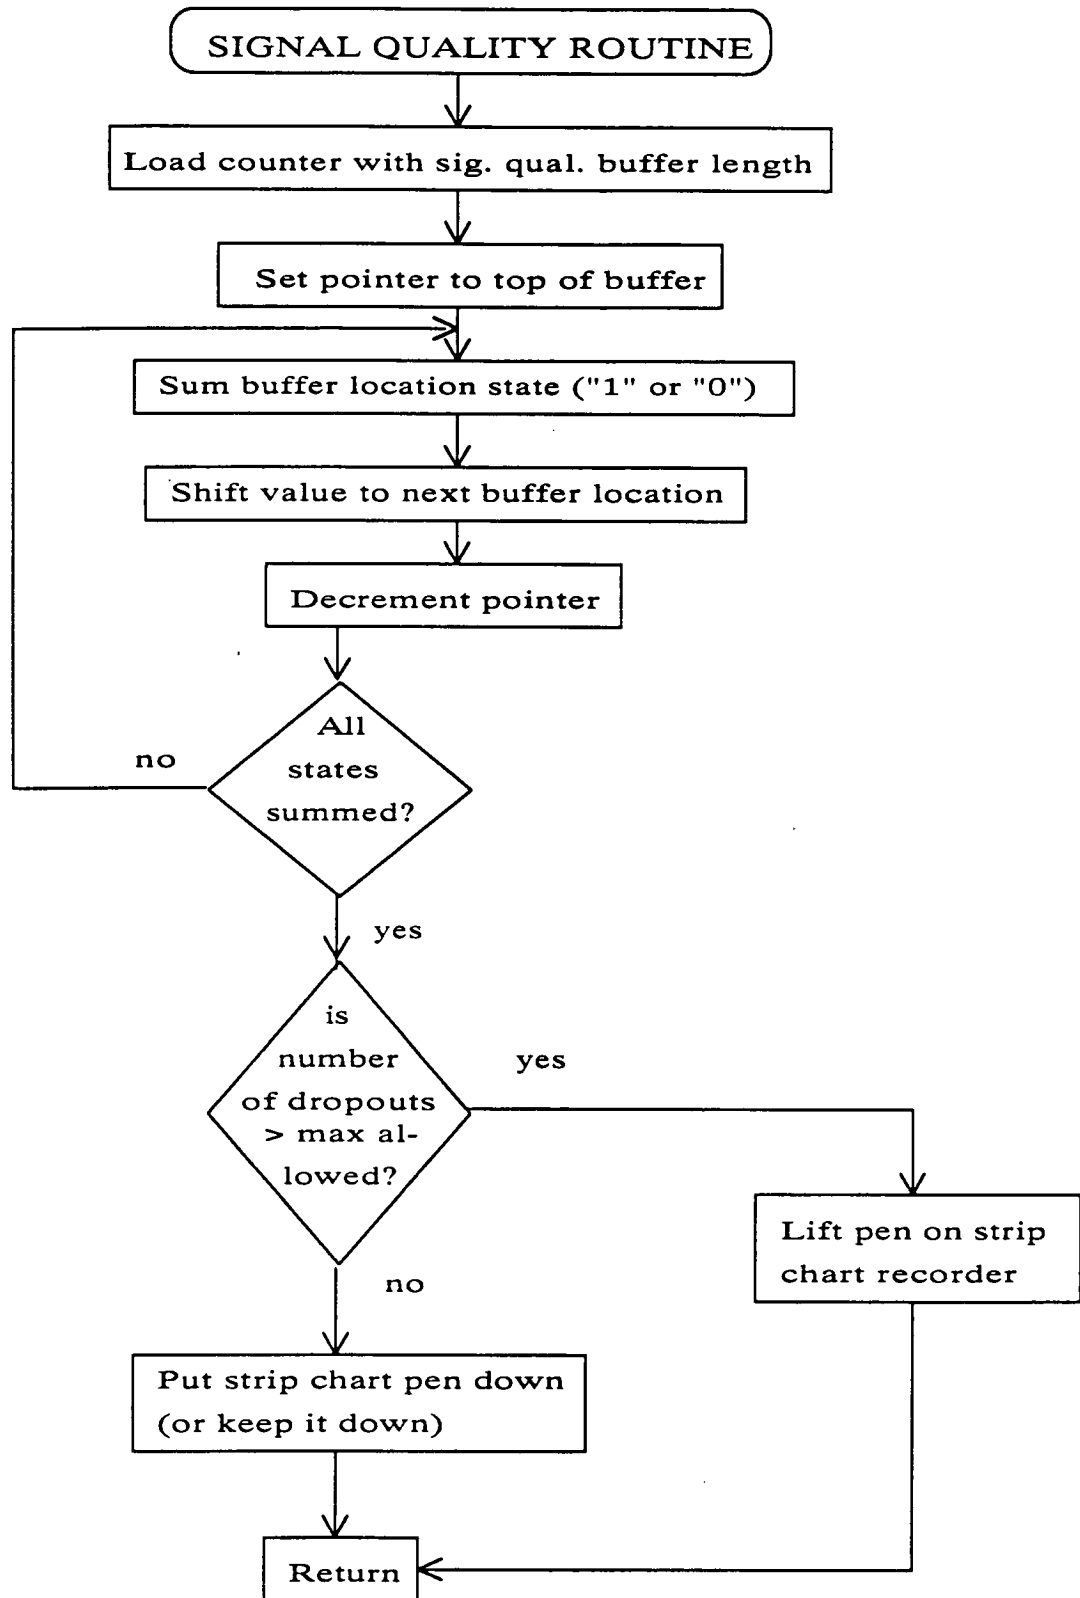 SIGNAL QUALITY ROUTINE
Load counter with sig. qual. buffer length
Set pointer to top of buffer
Sum buffer location state ("1" or "0")
Shift value to next buffer location
Decrement pointer
All
states
summed?
no
yes
is
number
of dropouts
> max al-
lowed?
yes
no
Lift pen on strip
chart recorder
Put strip chart pen down
(or keep it down)
Return